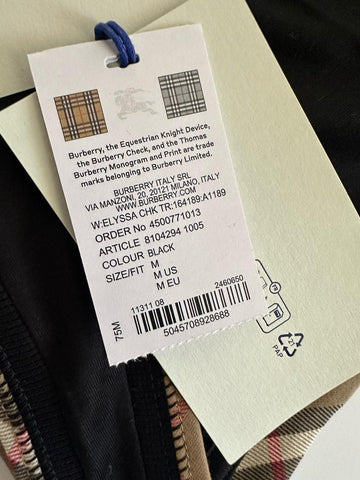 Burberry, the Equestrian Knight Device,
the Burberry Check, and the Thomas
Burberry Monogram and Print are trade
marks belonging to Burberry Limited.
BURBERRY ITALY SRL
VIA MANZONI, 20, 20121 MILANO, ITALY
WWW.BURBERRY.COM
W:ELYSSA CHK TR:164189:A1189
ORDER No 4500771013
ARTICLE 8104294 1005
COLOUR BLACK
SIZE/FIT M
M US
M EU
75M
11311 08 2460650
5045708928688
21
PAP